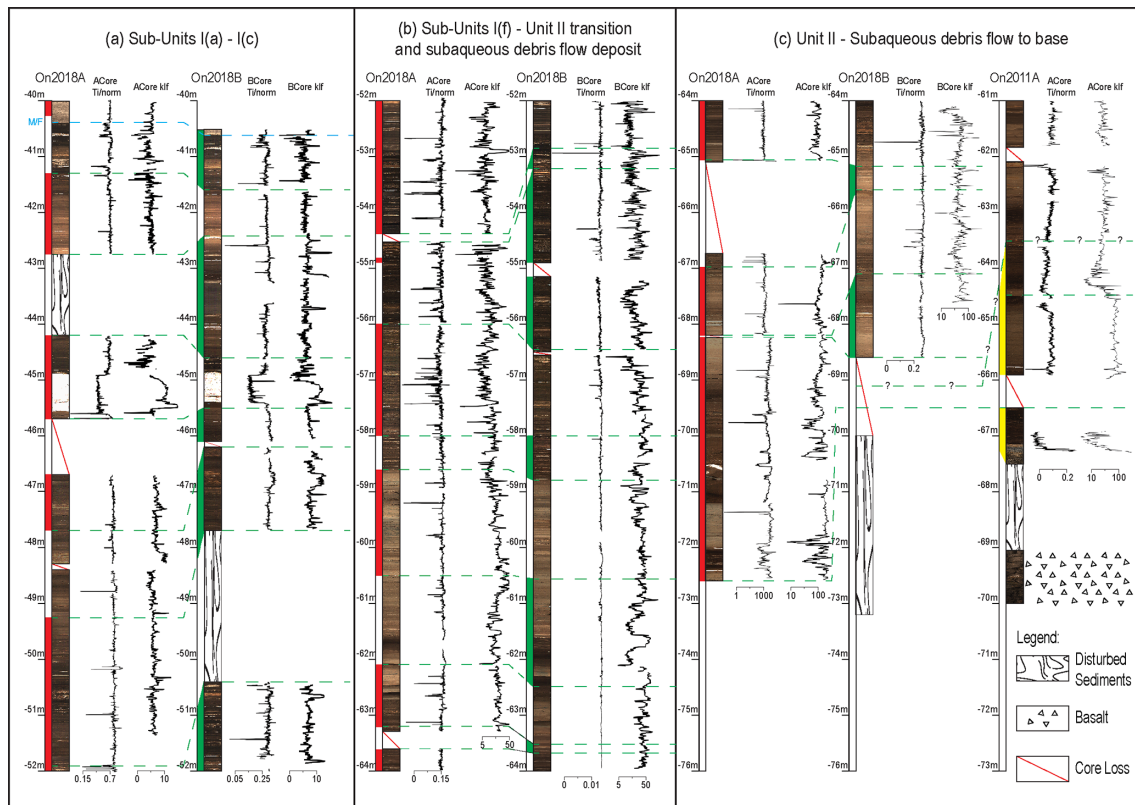 (a) Sub-Units I(a) - I(c)
On2018A
ACore
Ti/norm
ACore klf
On2018B
BCore
Ti/norm
BCore klf
-40m
M/F
-41m
-42m
-43m
-44m
-45m
-46m
-47m
-48m
-49m
-50m
-51m
-52m
0.15
0.7
0
10
-40m
-41m
-42m
-43m
-44m
-45m
-46m
-47m
-48m
-49m
-50m
-51m
-52m
0.05
0.25
0
10
(b) Sub-Units I(f) - Unit II transition
and subaqueous debris flow deposit
On2018A
ACore
Ti/norm
ACore klf
On2018B
BCore
Ti/norm
BCore klf
-52m
-53m
-54m
-55m
-56m
-57m
-58m
-59m
-60m
-61m
-62m
-63m
-64m
0
0.15
5
50
-52m
-53m
-54m
-55m
-56m
-57m
-58m
-59m
-60m
-61m
-62m
-63m
-64m
0
0.01
5
50
(c) Unit II - Subaqueous debris flow to base
On2018A
ACore
Ti/norm
ACore klf
On2018B
BCore
Ti/norm
BCore klf
On2011A
ACore
Ti/norm
ACore klf
-64m
-65m
-66m
-67m
-68m
-69m
-70m
-71m
-72m
-73m
-74m
-75m
-76m
1
1000
10
100
-64m
-65m
-66m
-67m
-68m
-69m
-70m
-71m
-72m
-73m
-74m
-75m
-76m
0
0.2
10
100
? ?
?
?
? ? ?
-61m
-62m
-63m
-64m
-65m
-66m
-67m
-68m
-69m
-70m
-71m
-72m
-73m
0
0.2
10
100
Legend:
Disturbed
Sediments
Basalt
Core Loss